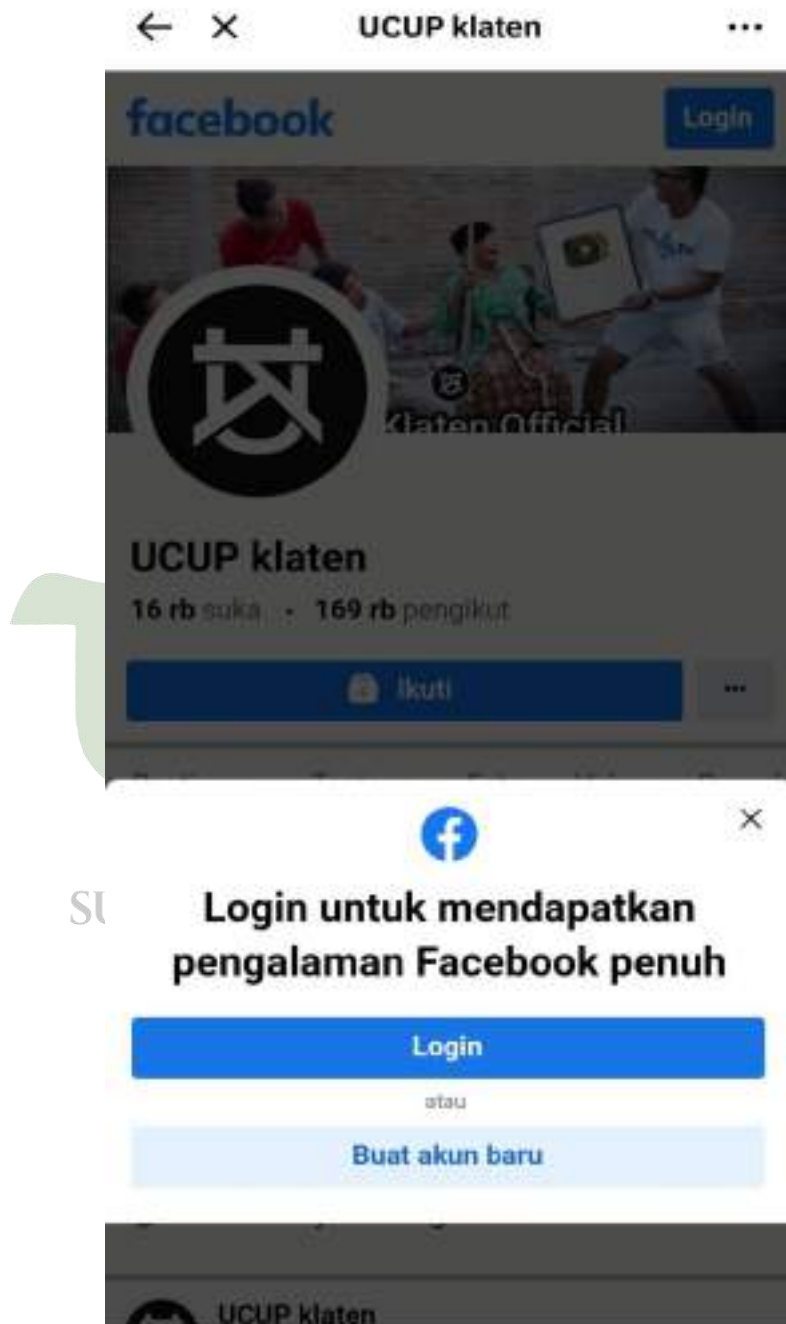 UCUP klaten
facebook
Login
Klaten Official
UCUP klaten
16 rb suka • 169 rb pengikut
Ikuti
Login untuk mendapatkan
pengalaman Facebook penuh
Login
atau
Buat akun baru
UCUP klaten